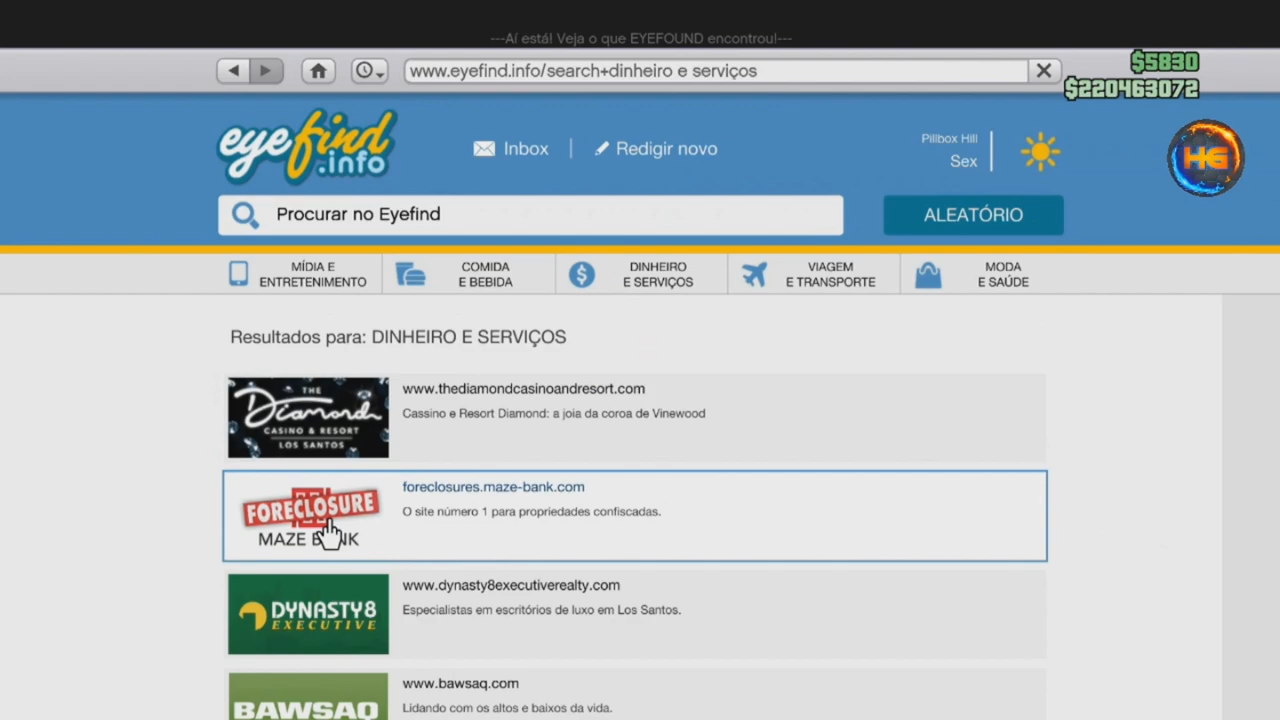 ---Aí está! Veja o que EYEFOUND encontrou!---
www.eyefind.info/search+dinheiro e serviços
$5830
$220463072
eyefind
.info
Inbox
Redigir novo
Pillbox Hill
Sex
HG
Procurar no Eyefind
ALEATÓRIO
MÍDIA E
ENTRETENIMENTO
COMIDA
E BEBIDA
DINHEIRO
E SERVIÇOS
VIAGEM
E TRANSPORTE
MODA
E SAÚDE
Resultados para: DINHEIRO E SERVIÇOS
THE
Diamond
CASINO & RESORT
LOS SANTOS
www.thediamondcasinoandresort.com
Cassino e Resort Diamond: a joia da coroa de Vinewood
FORECLOSURE
MAZE BANK
foreclosures.maze-bank.com
O site número 1 para propriedades confiscadas.
DYNASTY8
EXECUTIVE
www.dynasty8executiverealty.com
Especialistas em escritórios de luxo em Los Santos.
BAWSAQ
www.bawsaq.com
Lidando com os altos e baixos da vida.